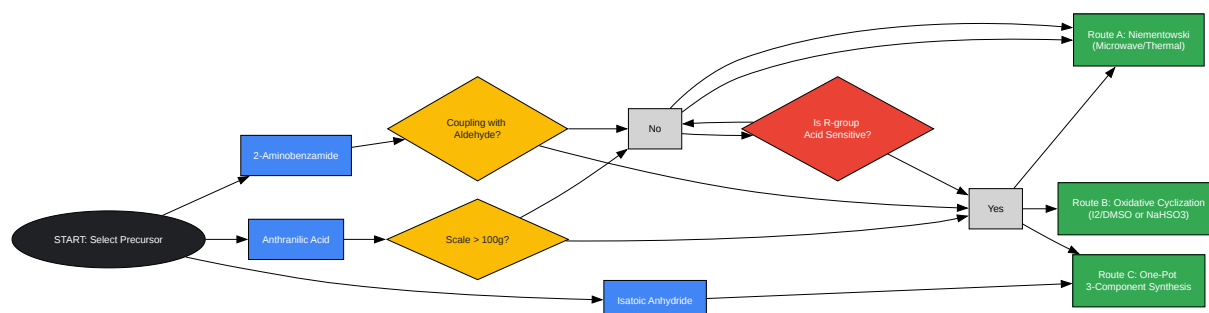 START: Select Precursor
2-Aminobenzamide
Anthranilic Acid
Isatoic Anhydride
Coupling with
Aldehyde?
Scale > 100g?
No
Is R-group
Acid Sensitive?
Yes
Route A: Niementowski
(Microwave/Thermal)
Route B: Oxidative Cyclization
(I2/DMSO or NaHSO3)
Route C: One-Pot
3-Component Synthesis